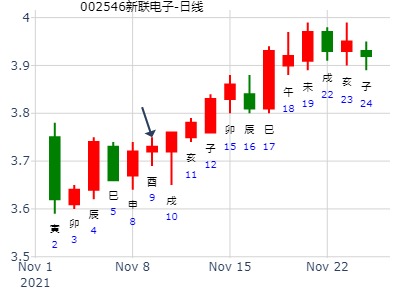 002546新联电子-日线
4
3.9
3.8
3.7
3.6
3.5
寅 2
卯 3
辰 4
巳 5
申 8
酉 9
戌 10
亥 11
子 12
卯 15
辰 16
巳 17
午 18
未 19
戌 22
亥 23
子 24
Nov 1 Nov 8 Nov 15 Nov 22
2021